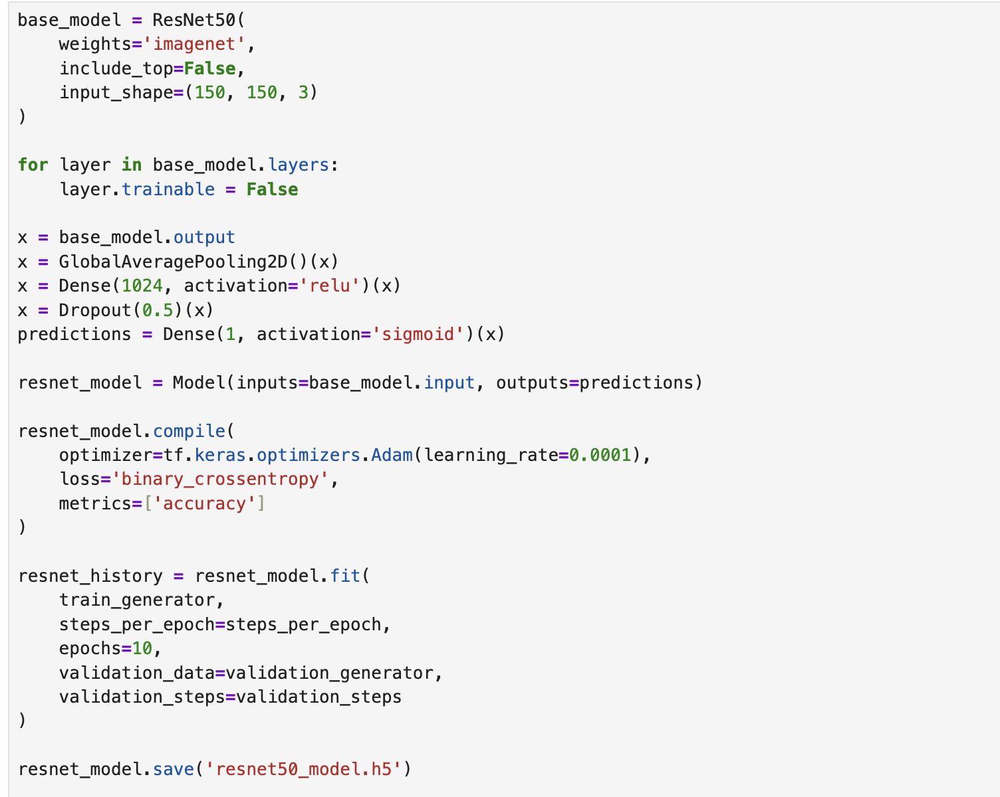 base_model = ResNet50(
    weights='imagenet',
    include_top=False,
    input_shape=(150, 150, 3)
)

for layer in base_model.layers:
    layer.trainable = False

x = base_model.output
x = GlobalAveragePooling2D()(x)
x = Dense(1024, activation='relu')(x)
x = Dropout(0.5)(x)
predictions = Dense(1, activation='sigmoid')(x)

resnet_model = Model(inputs=base_model.input, outputs=predictions)

resnet_model.compile(
    optimizer=tf.keras.optimizers.Adam(learning_rate=0.0001),
    loss='binary_crossentropy',
    metrics=['accuracy']
)

resnet_history = resnet_model.fit(
    train_generator,
    steps_per_epoch=steps_per_epoch,
    epochs=10,
    validation_data=validation_generator,
    validation_steps=validation_steps
)

resnet_model.save('resnet50_model.h5')